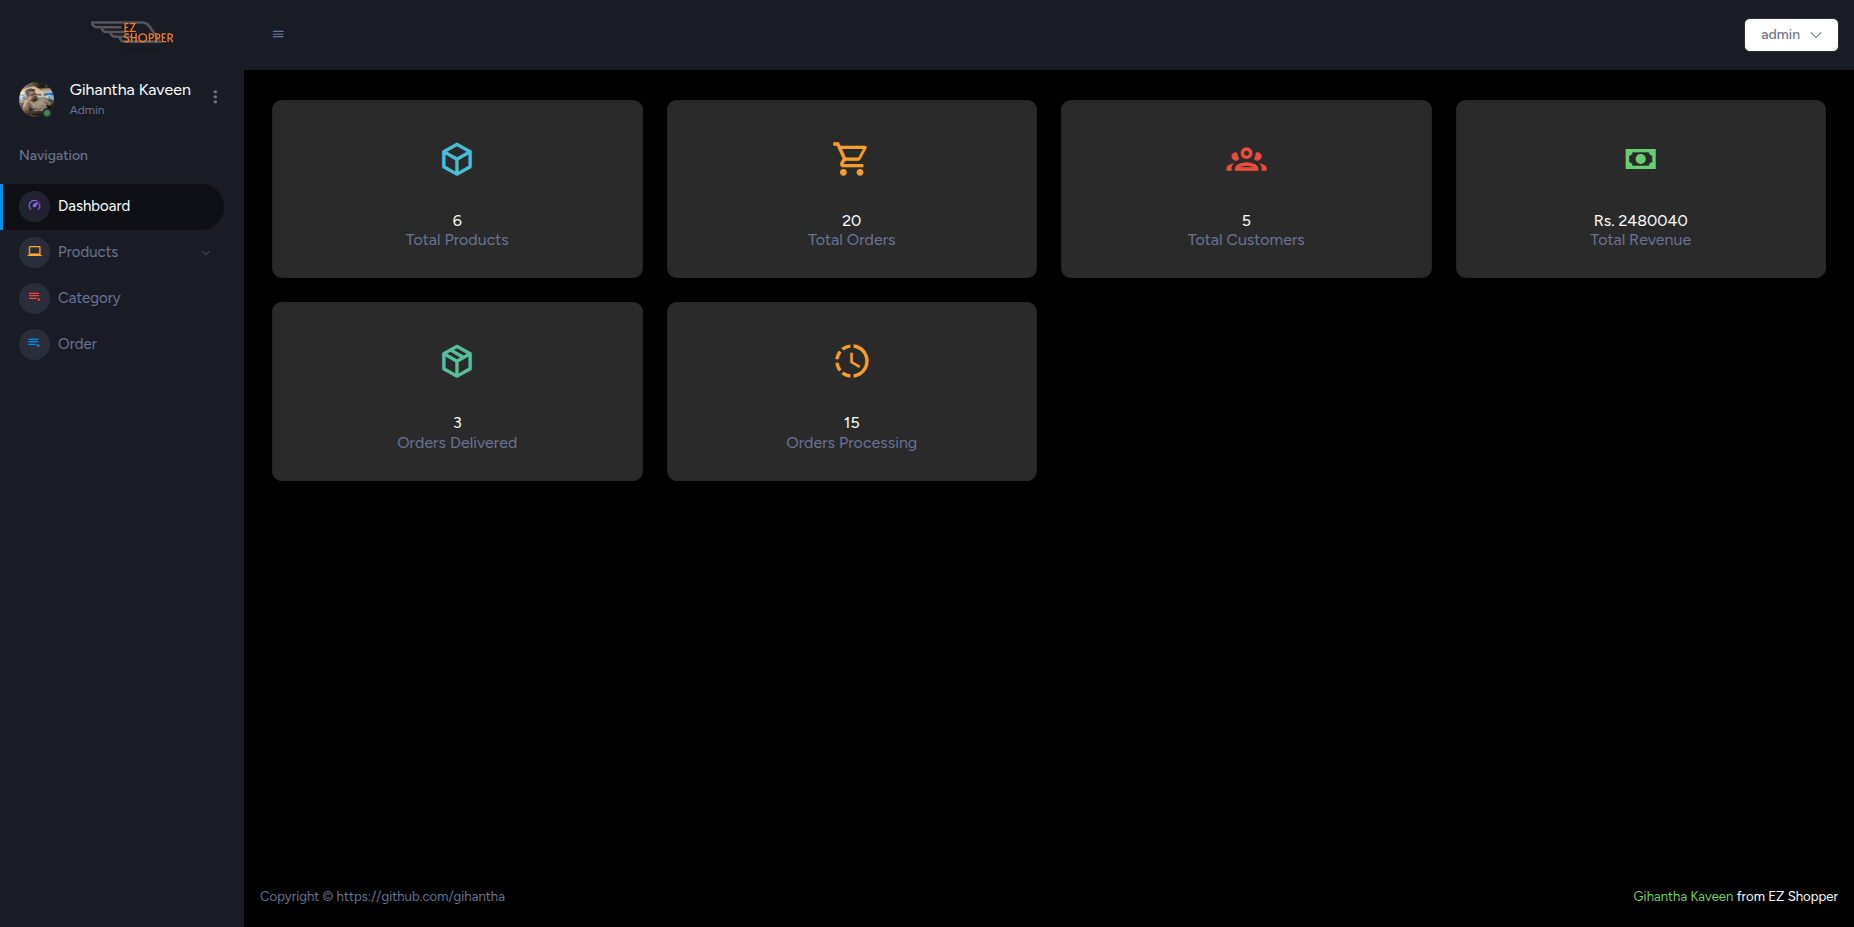 EZ
SHOPPER
admin
Gihantha Kaveen
Admin
Navigation
Dashboard
Products
Category
Order
6
Total Products
20
Total Orders
5
Total Customers
Rs. 2480040
Total Revenue
3
Orders Delivered
15
Orders Processing
Copyright © https://github.com/gihantha
Gihantha Kaveen from EZ Shopper